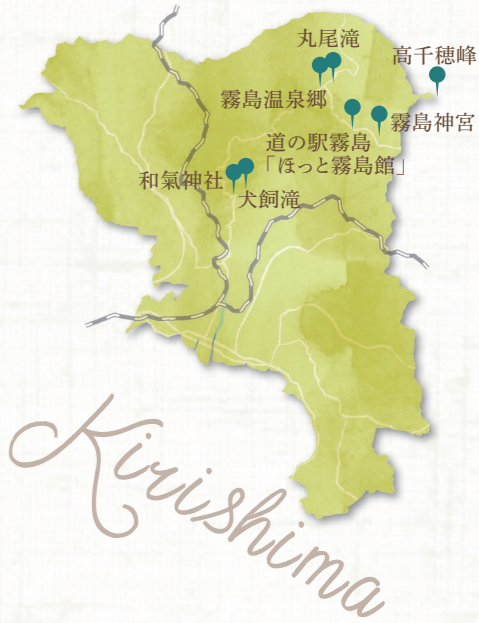 丸尾滝
高千穂峰
霧島温泉郷
霧島神宮
道の駅霧島
「ほっと霧島館」
和氣神社
犬飼滝
Kirishima